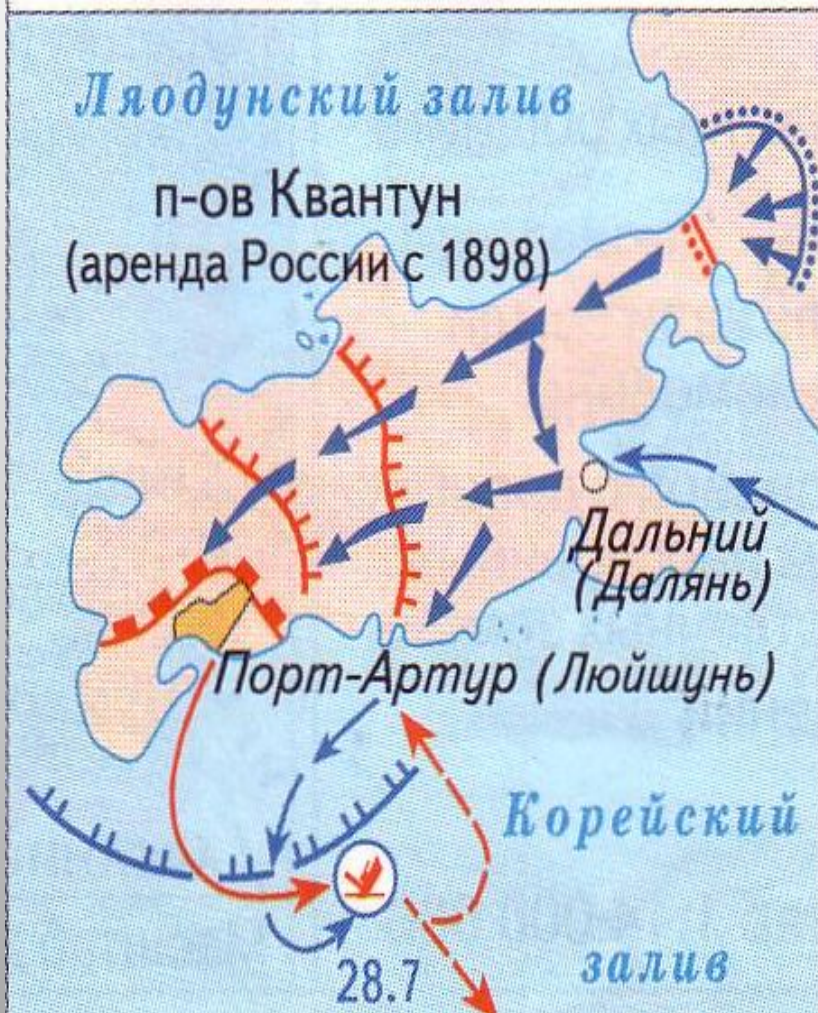 Ляодунский залив
п-ов Квантун
(аренда России с 1898)
Дальний
(Далянь)
Порт-Артур (Люйшунь)
Корейский
залив
28.7